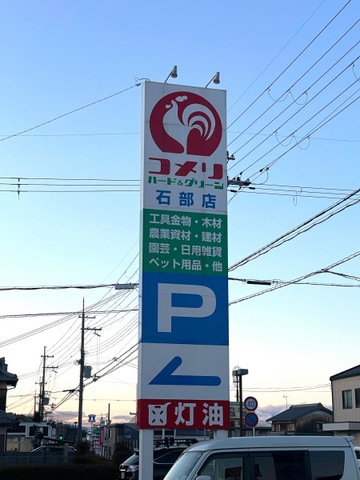 コメリ
ハード&グリーン
石部店
工具金物・木材
農業資材・建材
園芸・日用雑貨
ペット用品・他
P
灯油